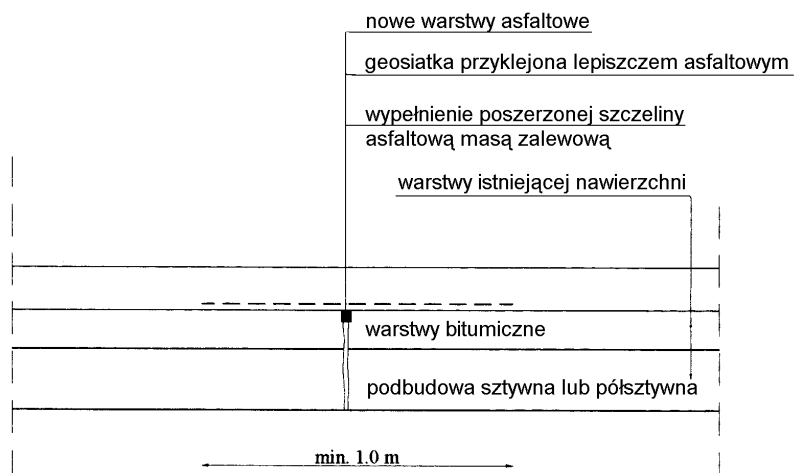 nowe warstwy asfaltowe
geosiatka przyklejona lepiszczem asfaltowym
wypełnienie poszerzonej szczeliny
asfaltową masą zalewową
warstwy istniejącej nawierzchni
warstwy bitumiczne
podbudowa sztywna lub półsztywna
min. 1.0 m